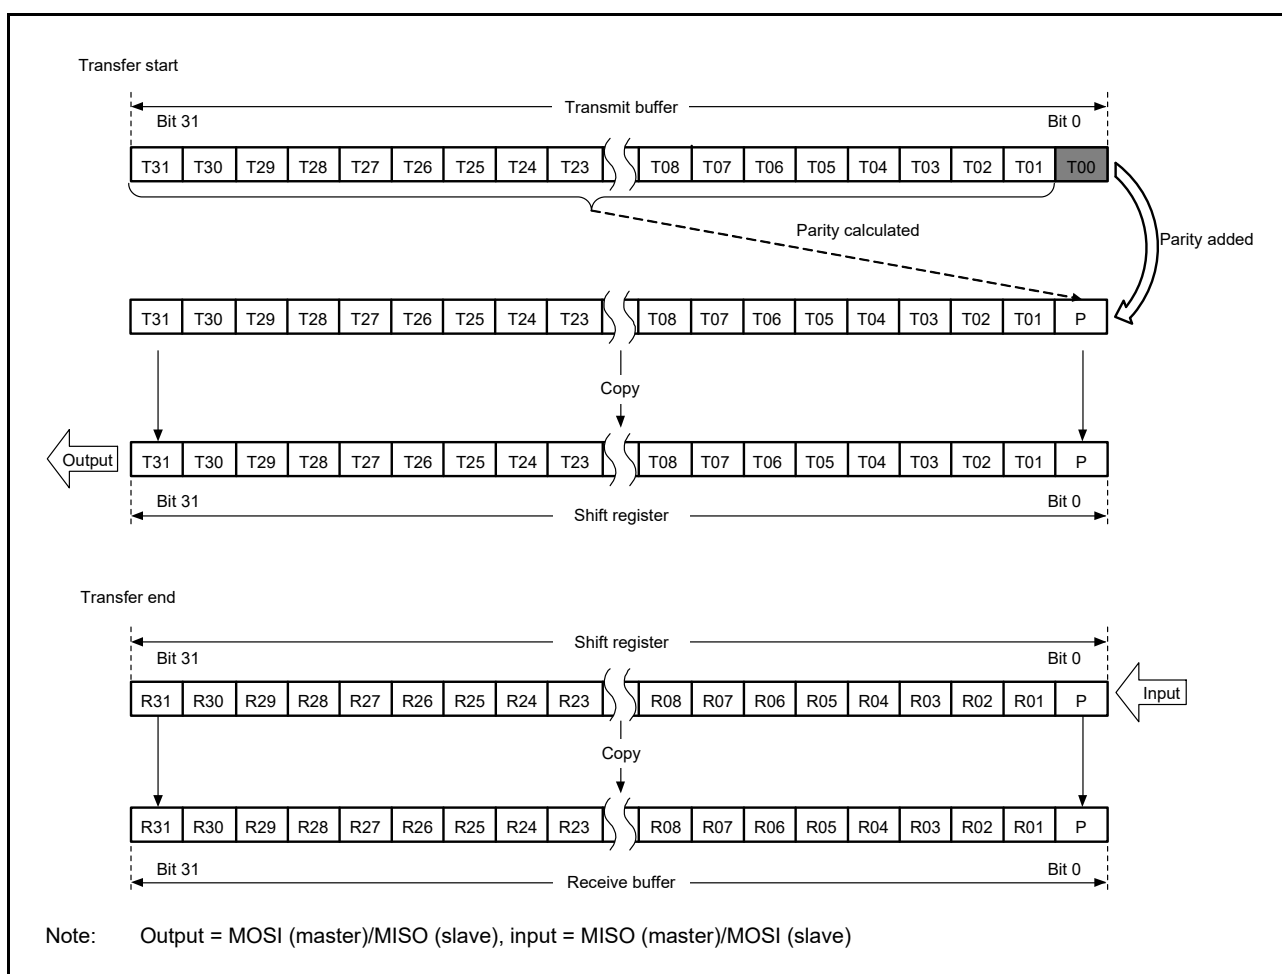 Transfer start
Transmit buffer
Bit 31 Bit 0
T31 T30 T29 T28 T27 T26 T25 T24 T23 T08 T07 T06 T05 T04 T03 T02 T01 T00
Parity calculated
Parity added
T31 T30 T29 T28 T27 T26 T25 T24 T23 T08 T07 T06 T05 T04 T03 T02 T01 P
Copy
Output
T31 T30 T29 T28 T27 T26 T25 T24 T23 T08 T07 T06 T05 T04 T03 T02 T01 P
Bit 31 Bit 0
Shift register
Transfer end
Shift register
Bit 31 Bit 0
R31 R30 R29 R28 R27 R26 R25 R24 R23 R08 R07 R06 R05 R04 R03 R02 R01 P
Input
Copy
R31 R30 R29 R28 R27 R26 R25 R24 R23 R08 R07 R06 R05 R04 R03 R02 R01 P
Bit 31 Bit 0
Receive buffer
Note: Output = MOSI (master)/MISO (slave), input = MISO (master)/MOSI (slave)